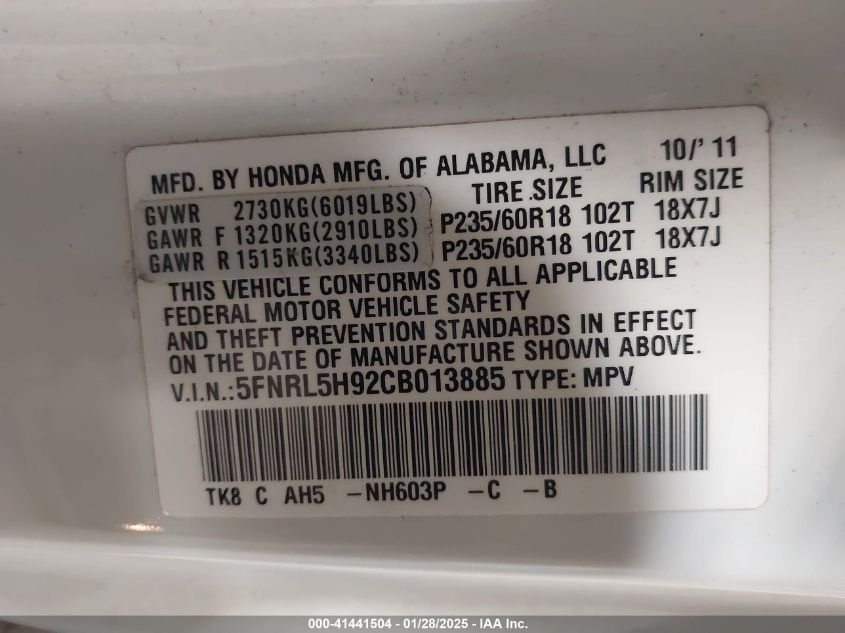 MFD. BY HONDA MFG. OF ALABAMA, LLC 10/'11
TIRE SIZE RIM SIZE
GVWR 2730KG(6019LBS)
GAWR F 1320KG(2910LBS) P235/60R18 102T 18X7J
GAWR R 1515KG(3340LBS) P235/60R18 102T 18X7J
THIS VEHICLE CONFORMS TO ALL APPLICABLE
FEDERAL MOTOR VEHICLE SAFETY
AND THEFT PREVENTION STANDARDS IN EFFECT
ON THE DATE OF MANUFACTURE SHOWN ABOVE.
V.I.N.:5FNRL5H92CB013885 TYPE: MPV
TK8 C AH5 -NH603P -C -B
000-41441504 - 01/28/2025 - IAA Inc.